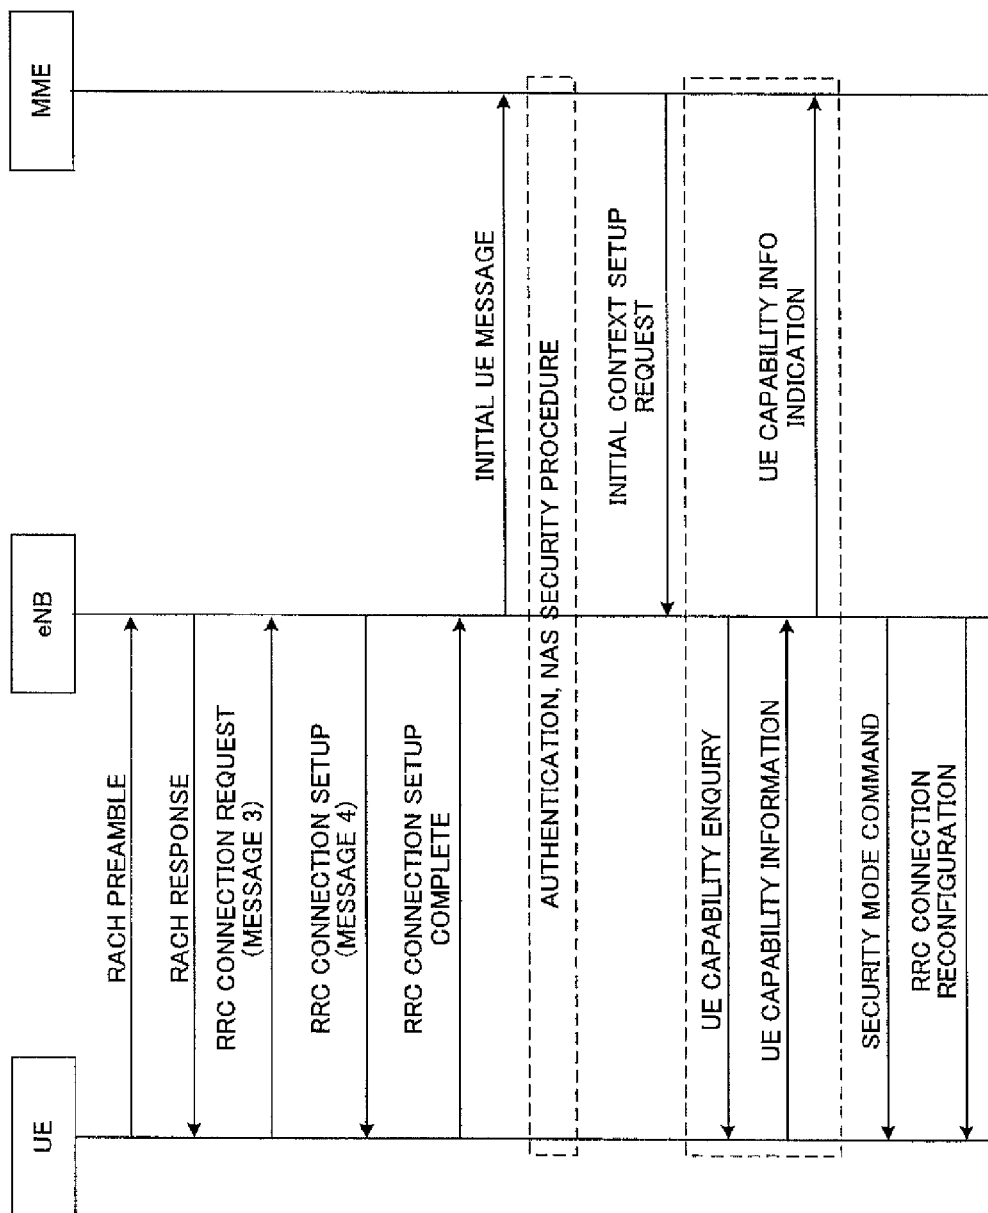 UE
eNB
MME
RACH PREAMBLE
RACH RESPONSE
RRC CONNECTION REQUEST
(MESSAGE 3)
RRC CONNECTION SETUP
(MESSAGE 4)
RRC CONNECTION SETUP
COMPLETE
INITIAL UE MESSAGE
AUTHENTICATION, NAS SECURITY PROCEDURE
INITIAL CONTEXT SETUP
REQUEST
UE CAPABILITY ENQUIRY
UE CAPABILITY INFORMATION
UE CAPABILITY INFO
INDICATION
SECURITY MODE COMMAND
RRC CONNECTION
RECONFIGURATION